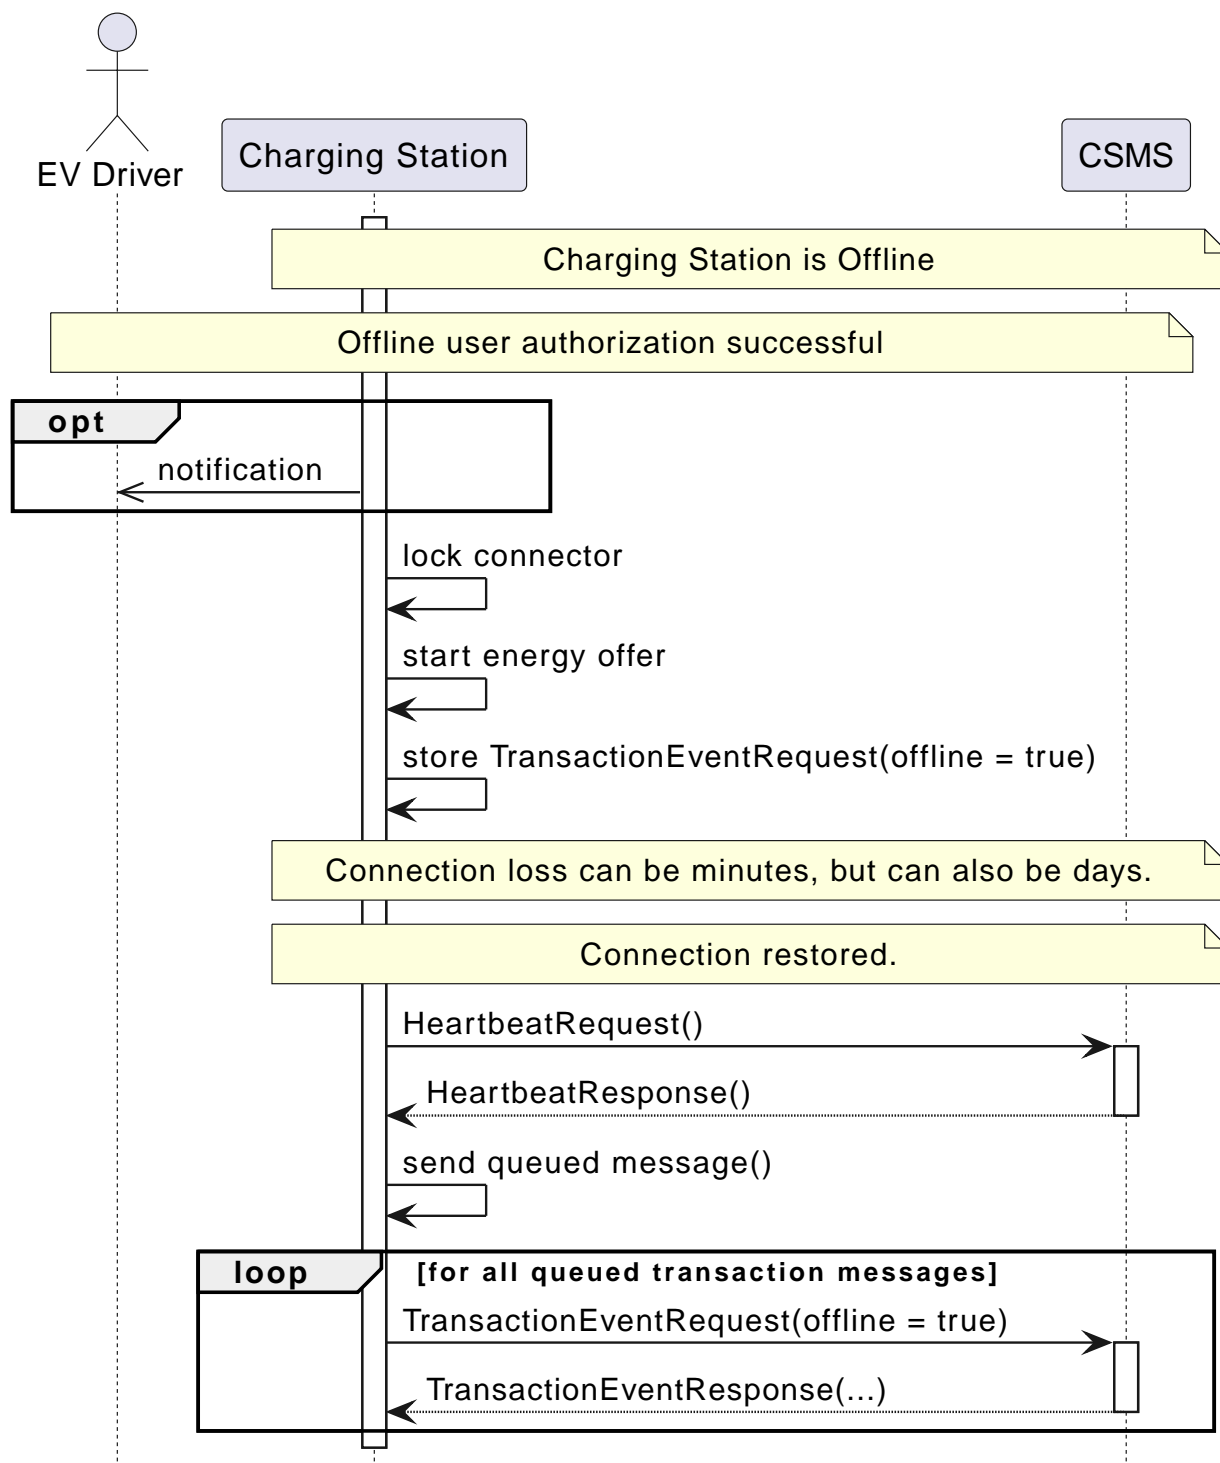 EV Driver
Charging Station
CSMS
Charging Station is Offline
Offline user authorization successful
opt
notification
lock connector
start energy offer
store TransactionEventRequest(offline = true)
Connection loss can be minutes, but can also be days.
Connection restored.
HeartbeatRequest()
HeartbeatResponse()
send queued message()
loop
[for all queued transaction messages]
TransactionEventRequest(offline = true)
TransactionEventResponse(...)